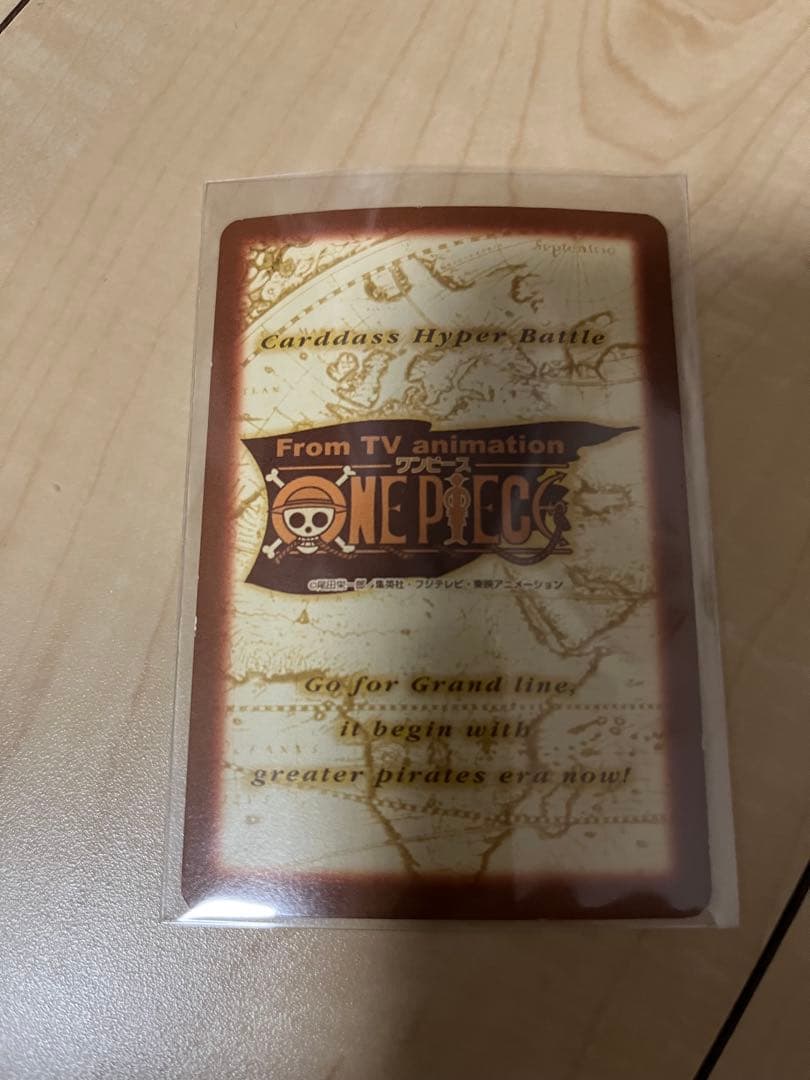 Septentrio
Carddass Hyper Battle
From TV animation
ワンピース
ONE PIECE
©尾田栄一郎・集英社・フジテレビ・東映アニメーション
Go for Grand line,
it begin with
greater pirates era now!